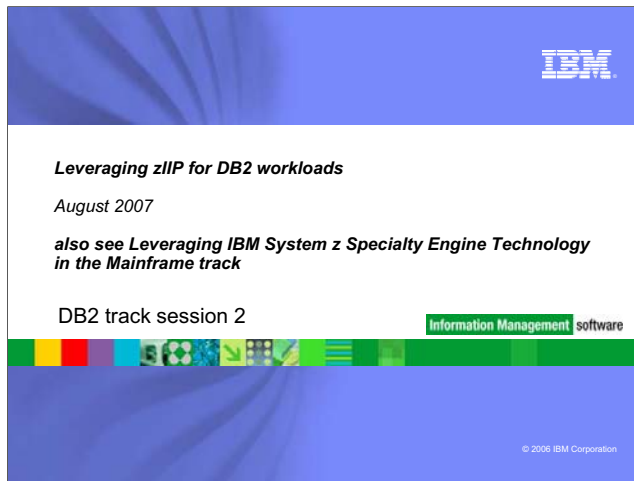 IBM
Leveraging zIIP for DB2 workloads
August 2007
also see Leveraging IBM System z Specialty Engine Technology
in the Mainframe track
DB2 track session 2
Information Management software
© 2006 IBM Corporation